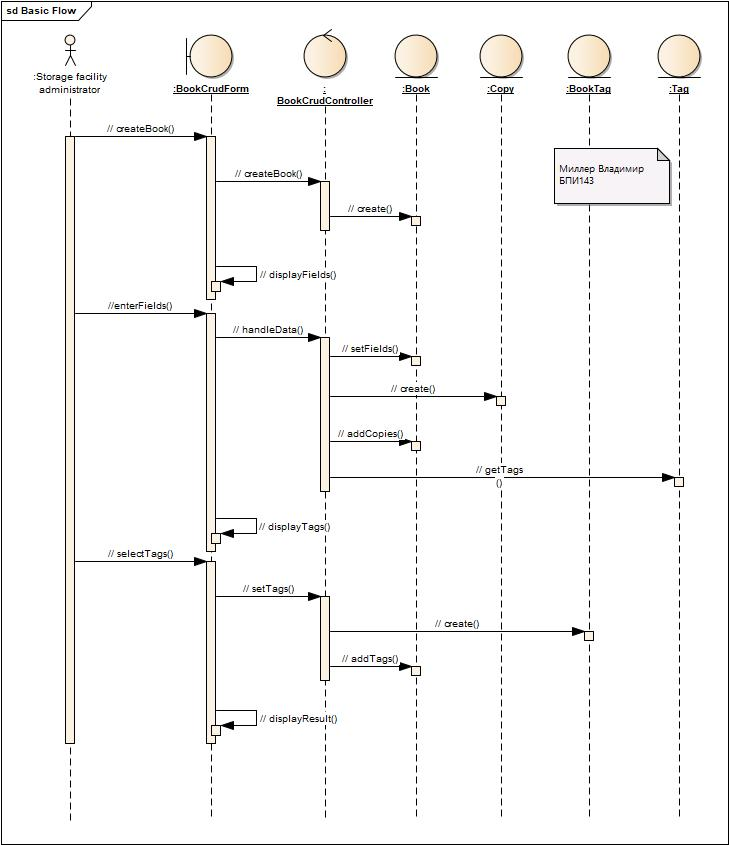 sd Basic Flow
:Storage facility
administrator
:BookCrudForm
:
BookCrudController
:Book
:Copy
:BookTag
:Tag
// createBook()
Миллер Владимир
БПИ143
// createBook()
// create()
// displayFields()
//enterFields()
// handleData()
// setFields()
// create()
// addCopies()
// getTags
()
// displayTags()
// selectTags()
// setTags()
// create()
// addTags()
// displayResult()